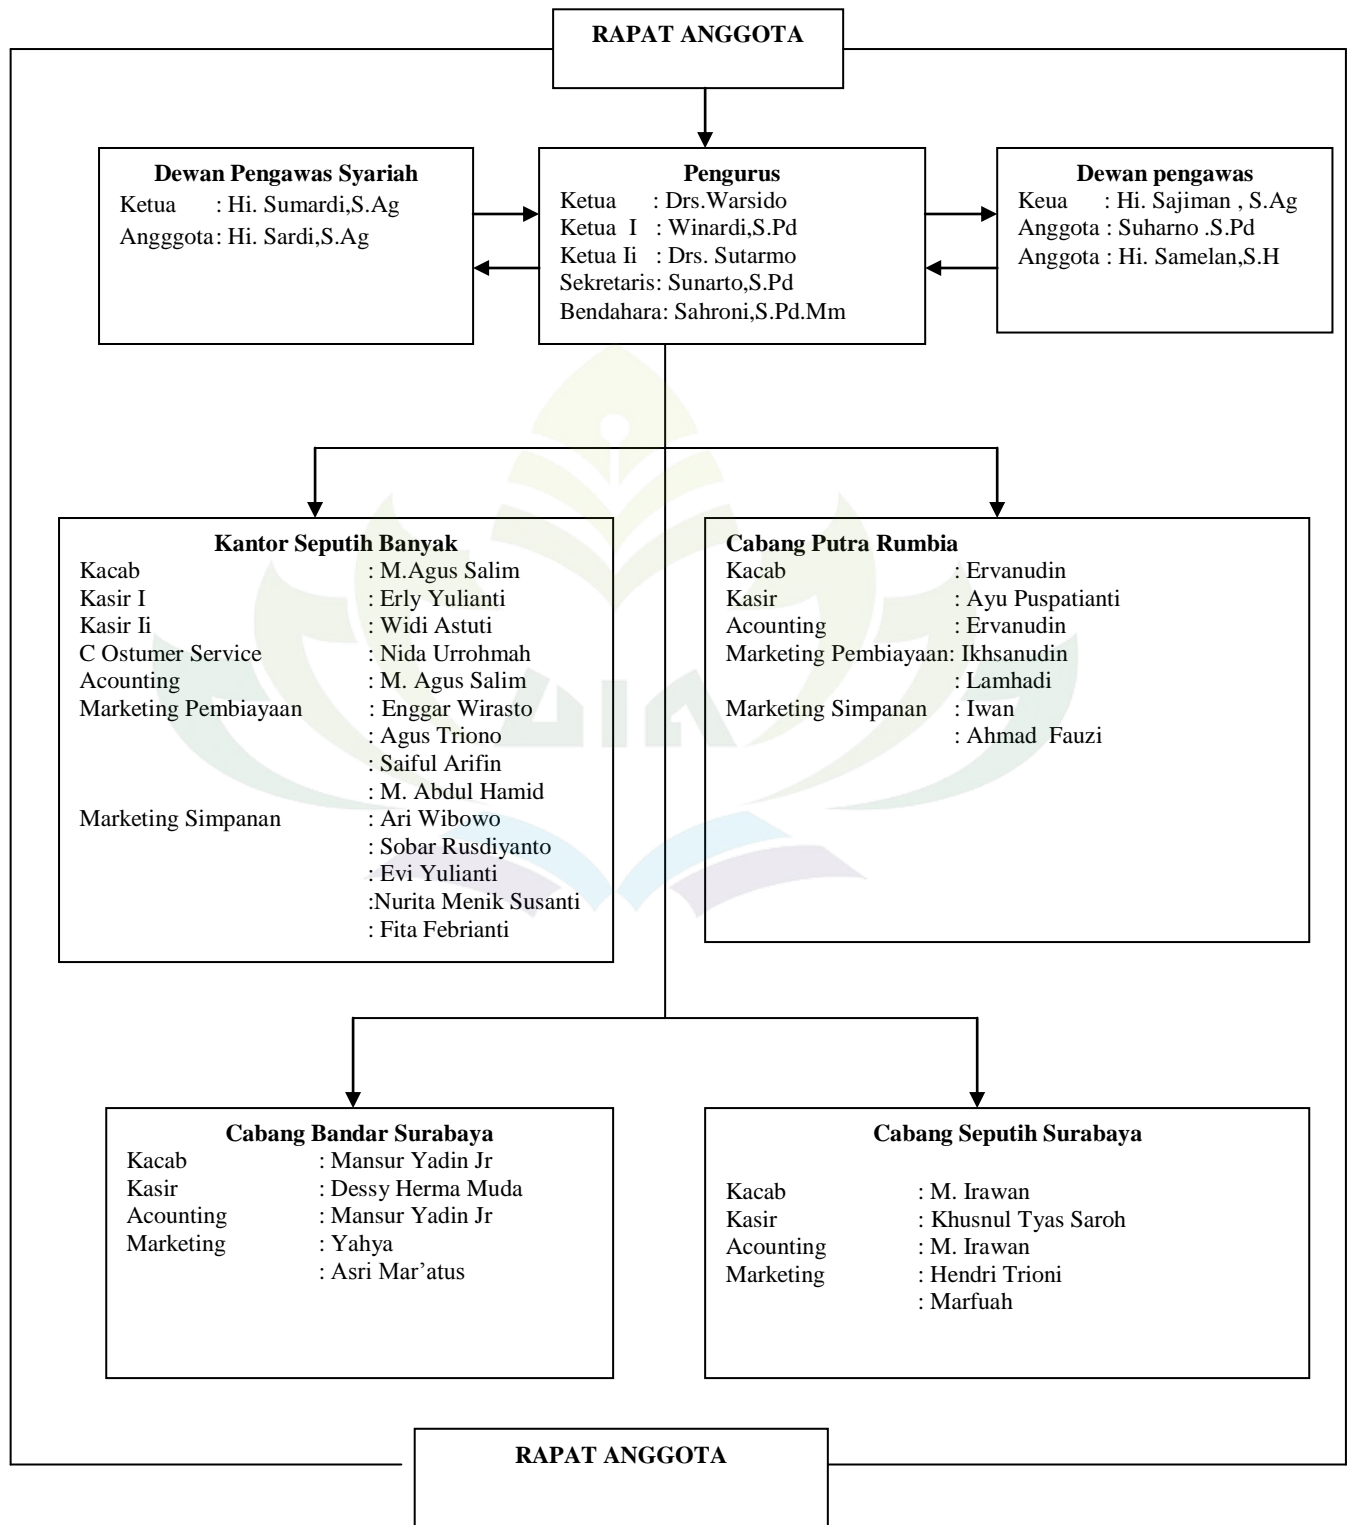 RAPAT ANGGOTA
Dewan Pengawas Syariah
Ketua : Hi. Sumardi,S.Ag
Angggota: Hi. Sardi,S.Ag
Pengurus
Ketua : Drs.Warsido
Ketua I : Winardi,S.Pd
Ketua Ii : Drs. Sutarmo
Sekretaris: Sunarto,S.Pd
Bendahara: Sahroni,S.Pd.Mm
Dewan pengawas
Keua : Hi. Sajiman , S.Ag
Anggota : Suharno .S.Pd
Anggota : Hi. Samelan,S.H
Kantor Seputih Banyak
Kacab : M.Agus Salim
Kasir I : Erly Yulianti
Kasir Ii : Widi Astuti
C Ostumer Service : Nida Urrohmah
Acounting : M. Agus Salim
Marketing Pembiayaan : Enggar Wirasto
: Agus Triono
: Saiful Arifin
: M. Abdul Hamid
Marketing Simpanan : Ari Wibowo
: Sobar Rusdiyanto
: Evi Yulianti
:Nurita Menik Susanti
: Fita Febrianti
Cabang Putra Rumbia
Kacab : Ervanudin
Kasir : Ayu Puspatianti
Acounting : Ervanudin
Marketing Pembiayaan: Ikhsanudin
: Lamhadi
Marketing Simpanan : Iwan
: Ahmad Fauzi
Cabang Bandar Surabaya
Kacab : Mansur Yadin Jr
Kasir : Dessy Herma Muda
Acounting : Mansur Yadin Jr
Marketing : Yahya
: Asri Mar’atus
Cabang Seputih Surabaya
Kacab : M. Irawan
Kasir : Khusnul Tyas Saroh
Acounting : M. Irawan
Marketing : Hendri Trioni
: Marfuah
RAPAT ANGGOTA